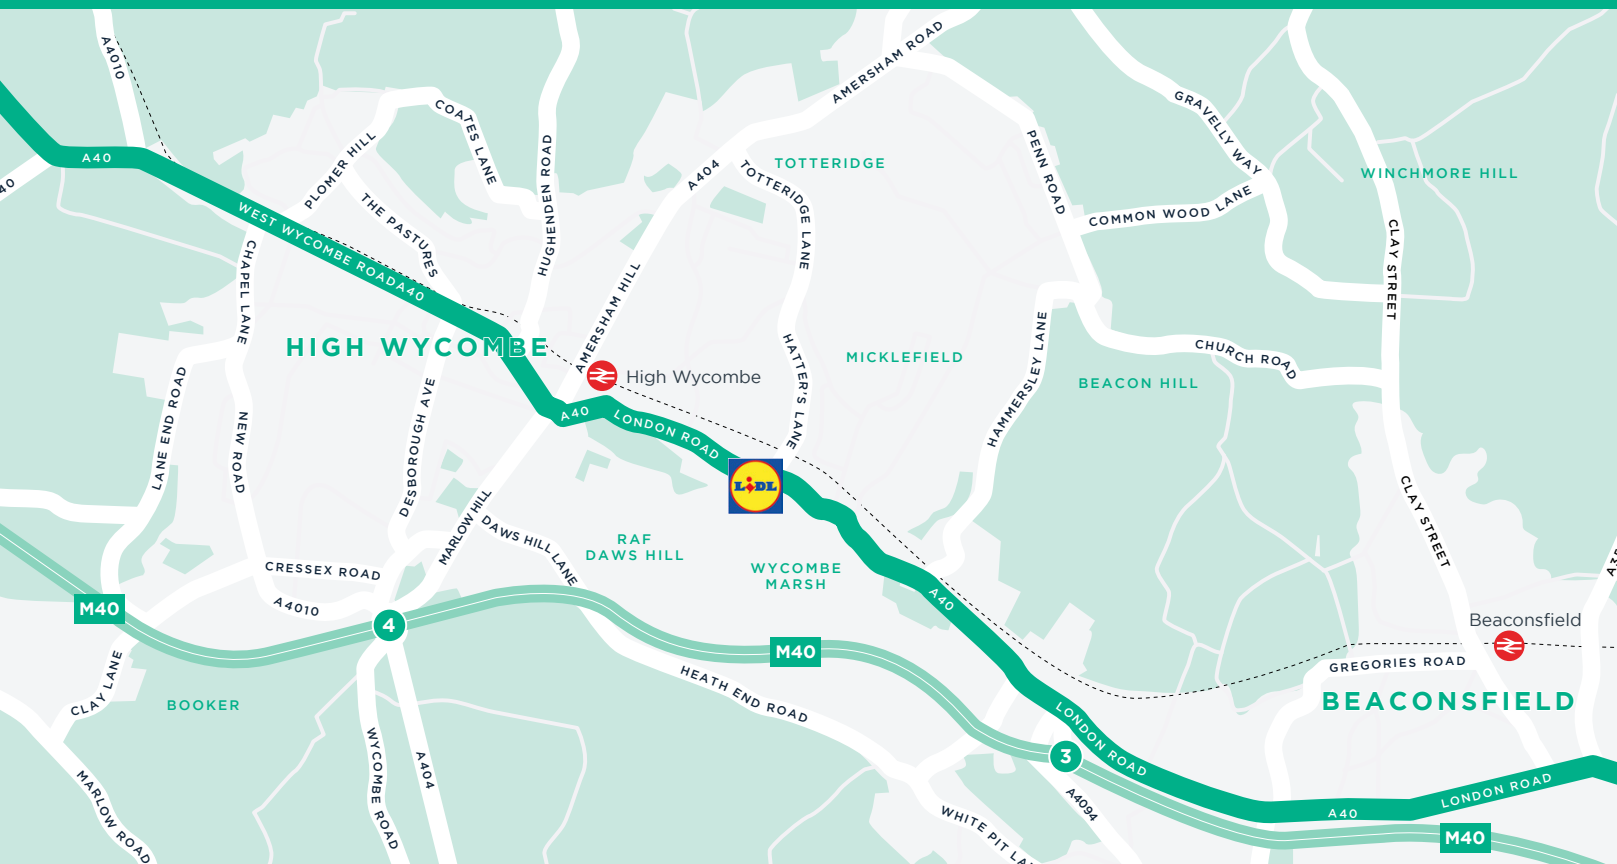 A4010
A40
40
WEST WYCOMBE ROAD
A40
PLOMER HILL
COATES LANE
THE PASTURES
HUGHENDEN ROAD
CHAPEL LANE
HIGH WYCOMBE
AMERSHAM HILL
A404
AMERSHAM ROAD
TOTTERIDGE
TOTTERIDGE LANE
PENN ROAD
GRAVELLY WAY
COMMON WOOD LANE
WINCHMORE HILL
CLAY STREET
High Wycombe
MICKLEFIELD
HATTER'S LANE
HAMMERSLEY LANE
BEACON HILL
CHURCH ROAD
LANE END ROAD
NEW ROAD
DESBOROUGH AVE
A40
LONDON ROAD
LIDL
MARLOW HILL
DAWS HILL LANE
RAF
DAWS HILL
WYCOMBE
MARSH
CLAY STREET
CRESSEX ROAD
A4010
M40
4
M40
A40
Beaconsfield
GREGORIES ROAD
BEACONSFIELD
CLAY LANE
BOOKER
HEATH END ROAD
WYCOMBE ROAD
A404
MARLOW ROAD
LONDON ROAD
3
A4094
WHITE PIT LA
A40
LONDON ROAD
M40